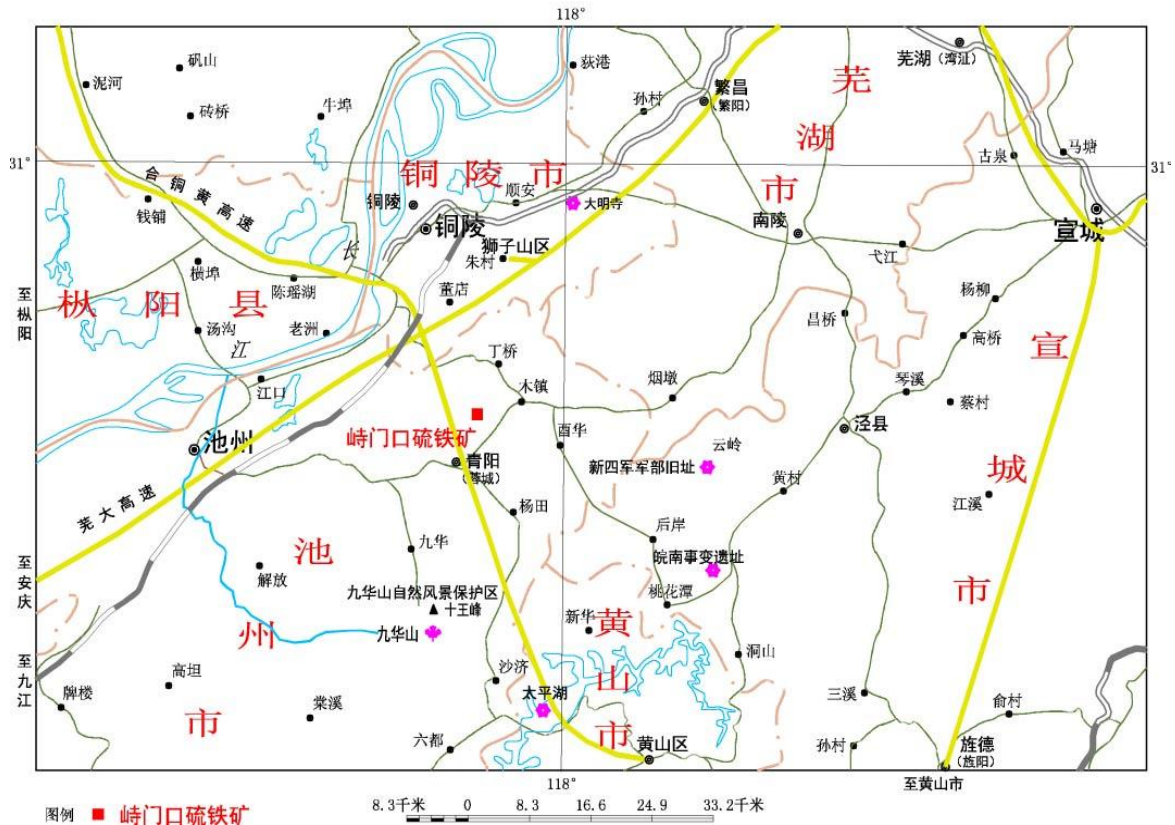 118°
矾山
泥河
砖桥
牛埠
荻港
孙村
繁昌
(繁阳)
芜湖(湾沚)
芜
湖
市
31°
铜陵市
古泉
马塘
31°
合铜黄高速
钱铺
铜陵
顺安
大明寺
铜陵
南陵
宣城
狮子山区
朱村
弋江
长
江
横埠
至枞阳
枞阳县
陈瑶湖
董店
杨柳
汤沟
老洲
昌桥
高桥
宣
城
市
丁桥
江口
木镇
烟墩
琴溪
蔡村
峙门口硫铁矿
池州
泾县
酉华
云岭
青阳
(蓉城)
新四军军部旧址
黄村
江溪
芜大高速
杨田
后岸
池
州
市
九华
解放
皖南事变遗址
至安庆
九华山自然风景保护区
十王峰
桃花潭
九华山
新华
黄
山
市
洞山
至九江
高坦
沙济
牌楼
太平湖
棠溪
三溪
俞村
六都
黄山区
孙村
旌德
(旌阳)
118°
至黄山市
图例
峙门口硫铁矿
8.3千米 0 8.3 16.6 24.9 33.2千米